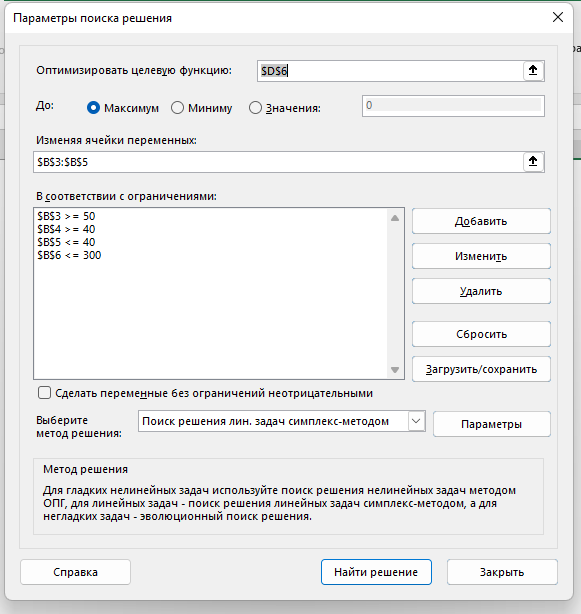 Параметры поиска решения
Оптимизировать целевую функцию: $D$6
До: Максимум Миниму Значения: 0
Изменяя ячейки переменных:
$B$3:$B$5
В соответствии с ограничениями:
$B$3 >= 50
$B$4 >= 40
$B$5 <= 40
$B$6 <= 300
Добавить
Изменить
Удалить
Сбросить
Загрузить/сохранить
Сделать переменные без ограничений неотрицательными
Выберите
метод решения:
Поиск решения лин. задач симплекс-методом
Параметры
Метод решения
Для гладких нелинейных задач используйте поиск решения нелинейных задач методом
ОПГ, для линейных задач - поиск решения линейных задач симплекс-методом, а для
негладких задач - эволюционный поиск решения.
Справка Найти решение Закрыть